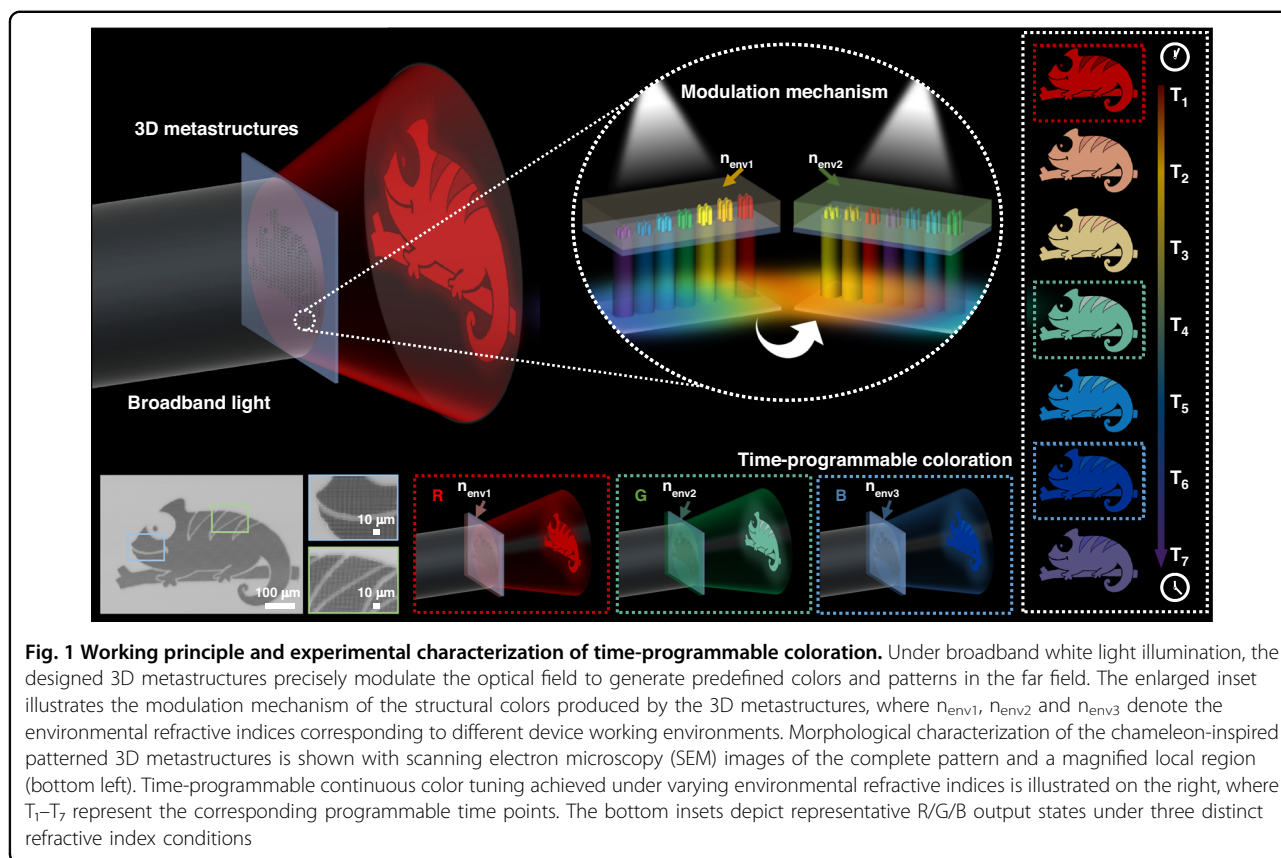 3D metastructures
Broadband light
Modulation mechanism
n_env1
n_env2
T₁
T₂
T₃
T₄
T₅
T₆
T₇
100 µm
10 µm
10 µm
Time-programmable coloration
R
n_env1
G
n_env2
B
n_env3
Fig. 1 Working principle and experimental characterization of time-programmable coloration. Under broadband white light illumination, the
designed 3D metastructures precisely modulate the optical field to generate predefined colors and patterns in the far field. The enlarged inset
illustrates the modulation mechanism of the structural colors produced by the 3D metastructures, where n_env1, n_env2 and n_env3 denote the
environmental refractive indices corresponding to different device working environments. Morphological characterization of the chameleon-inspired
patterned 3D metastructures is shown with scanning electron microscopy (SEM) images of the complete pattern and a magnified local region
(bottom left). Time-programmable continuous color tuning achieved under varying environmental refractive indices is illustrated on the right, where
T₁–T₇ represent the corresponding programmable time points. The bottom insets depict representative R/G/B output states under three distinct
refractive index conditions